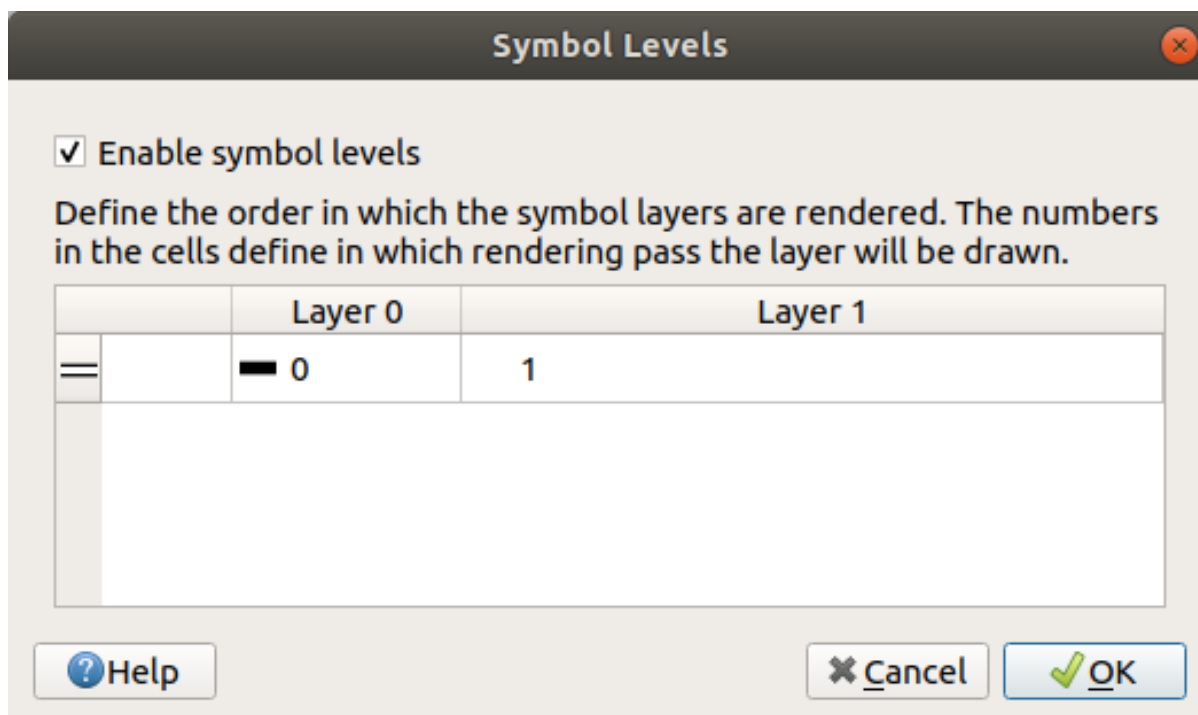 Symbol Levels
Enable symbol levels
Define the order in which the symbol layers are rendered. The numbers
in the cells define in which rendering pass the layer will be drawn.
Layer 0 Layer 1
0 1
Help Cancel OK